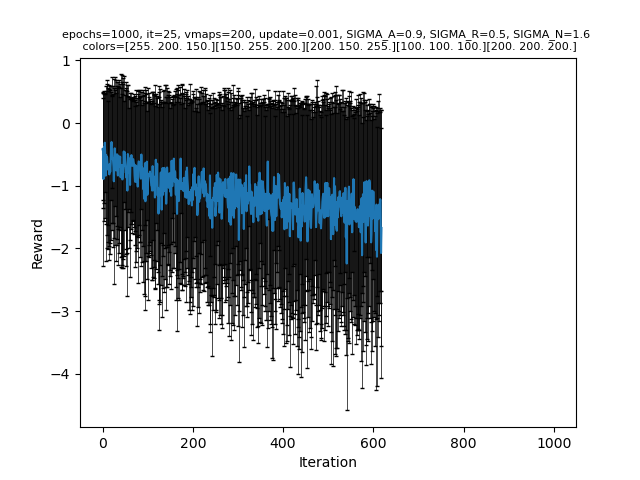 epochs=1000, it=25, vmaps=200, update=0.001, SIGMA_A=0.9, SIGMA_R=0.5, SIGMA_N=1.6
colors=[255. 200. 150.][150. 255. 200.][200. 150. 255.][100. 100. 100.][200. 200. 200.]
1
0
−1
−2
−3
−4
Reward
0 200 400 600 800 1000
Iteration